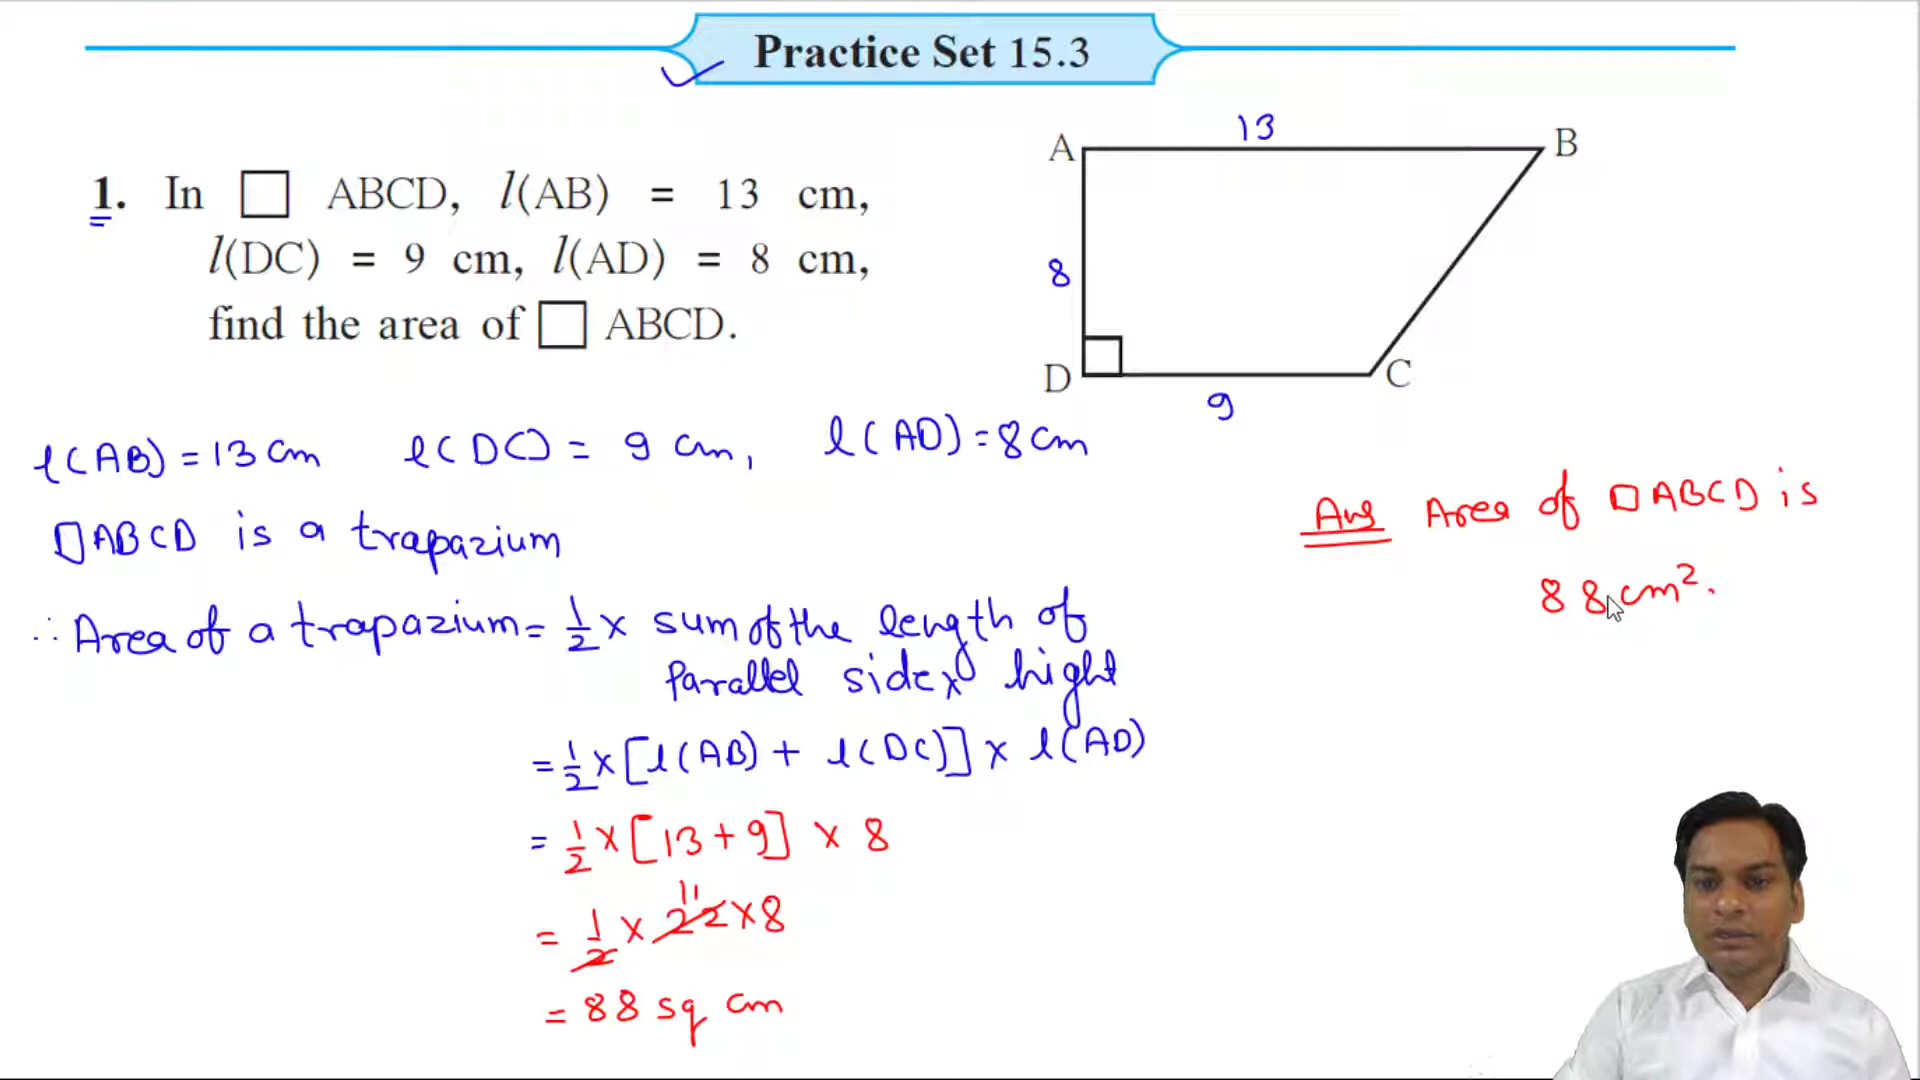 Practice Set 15.3
1. In □ ABCD, l(AB) = 13 cm,
l(DC) = 9 cm, l(AD) = 8 cm,
find the area of □ ABCD.
13
A
B
8
D
C
9
l(AB) = 13 cm l(DC) = 9 cm, l(AD) = 8 cm
□ABCD is a trapazium
∴ Area of a trapazium = 1/2 × sum of the length of
Parallel side × hight
= 1/2 × [l(AB) + l(DC)] × l(AD)
= 1/2 × [13 + 9] × 8
11
= 1/2 × 22 × 8
= 88 sq cm
Ans Area of □ABCD is
88 cm².